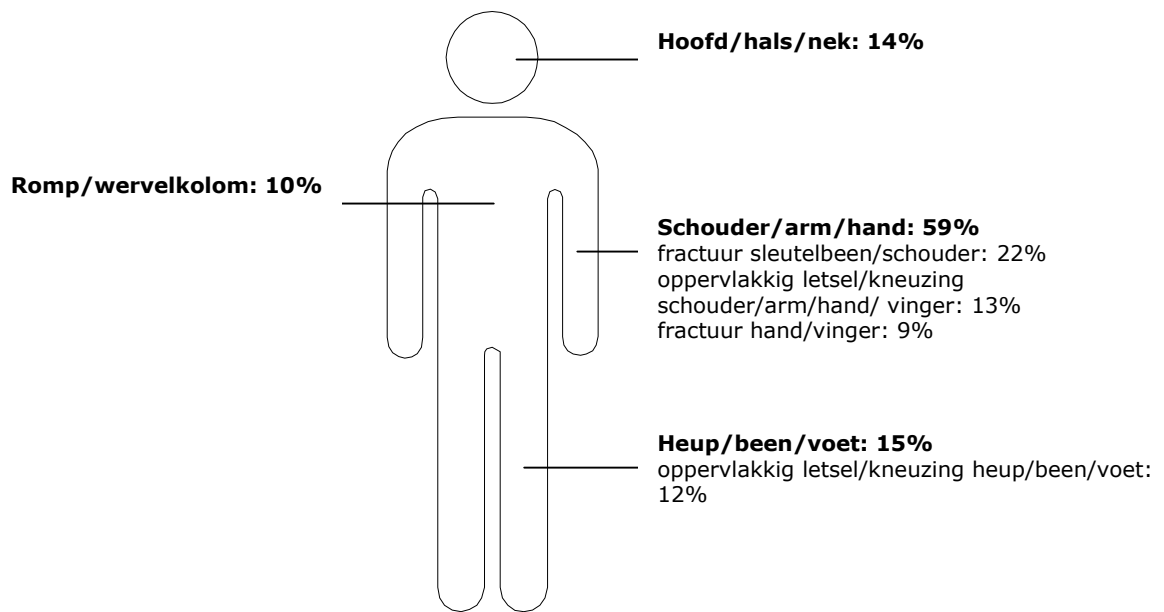 Hoofd/hals/nek: 14%
Romp/wervelkolom: 10%
Schouder/arm/hand: 59%
fractuur sleutelbeen/schouder: 22%
oppervlakkig letsel/kneuzing
schouder/arm/hand/ vinger: 13%
fractuur hand/vinger: 9%
Heup/been/voet: 15%
oppervlakkig letsel/kneuzing heup/been/voet:
12%